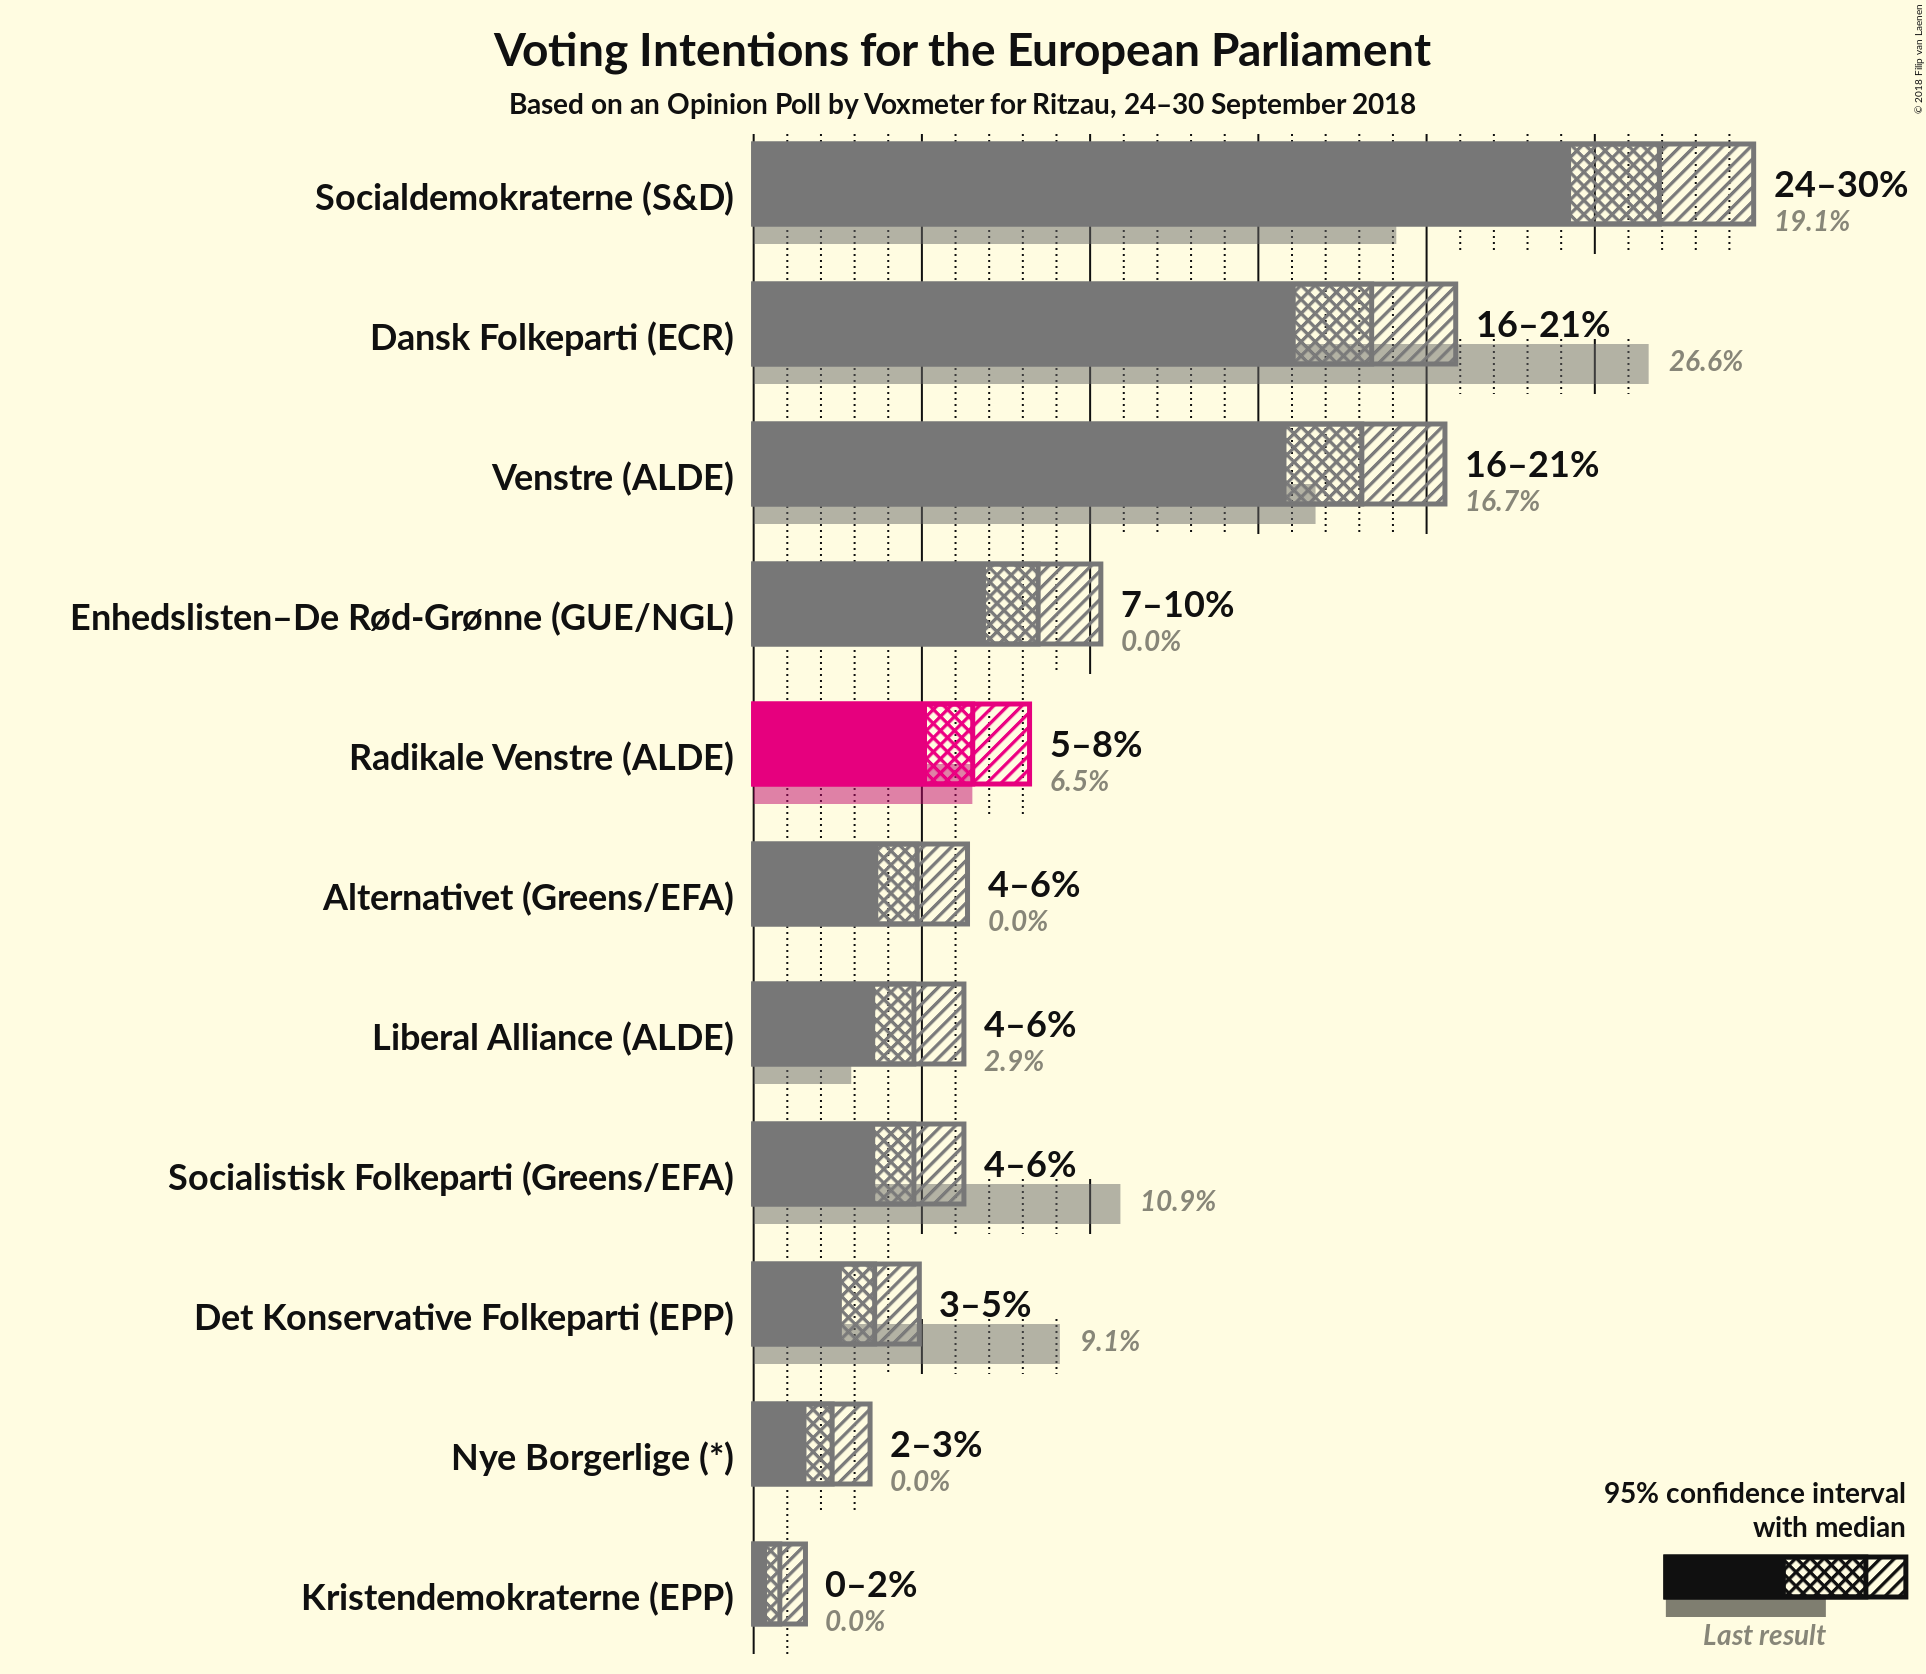 Voting Intentions for the European Parliament
Based on an Opinion Poll by Voxmeter for Ritzau, 24–30 September 2018
© 2018 Filip van Laenen
Socialdemokraterne (S&D)
24–30%
19.1%
Dansk Folkeparti (ECR)
16–21%
26.6%
Venstre (ALDE)
16–21%
16.7%
Enhedslisten–De Rød-Grønne (GUE/NGL)
7–10%
0.0%
Radikale Venstre (ALDE)
5–8%
6.5%
Alternativet (Greens/EFA)
4–6%
0.0%
Liberal Alliance (ALDE)
4–6%
2.9%
Socialistisk Folkeparti (Greens/EFA)
4–6%
10.9%
Det Konservative Folkeparti (EPP)
3–5%
9.1%
Nye Borgerlige (*)
2–3%
0.0%
Kristendemokraterne (EPP)
0–2%
0.0%
95% confidence interval
with median
Last result